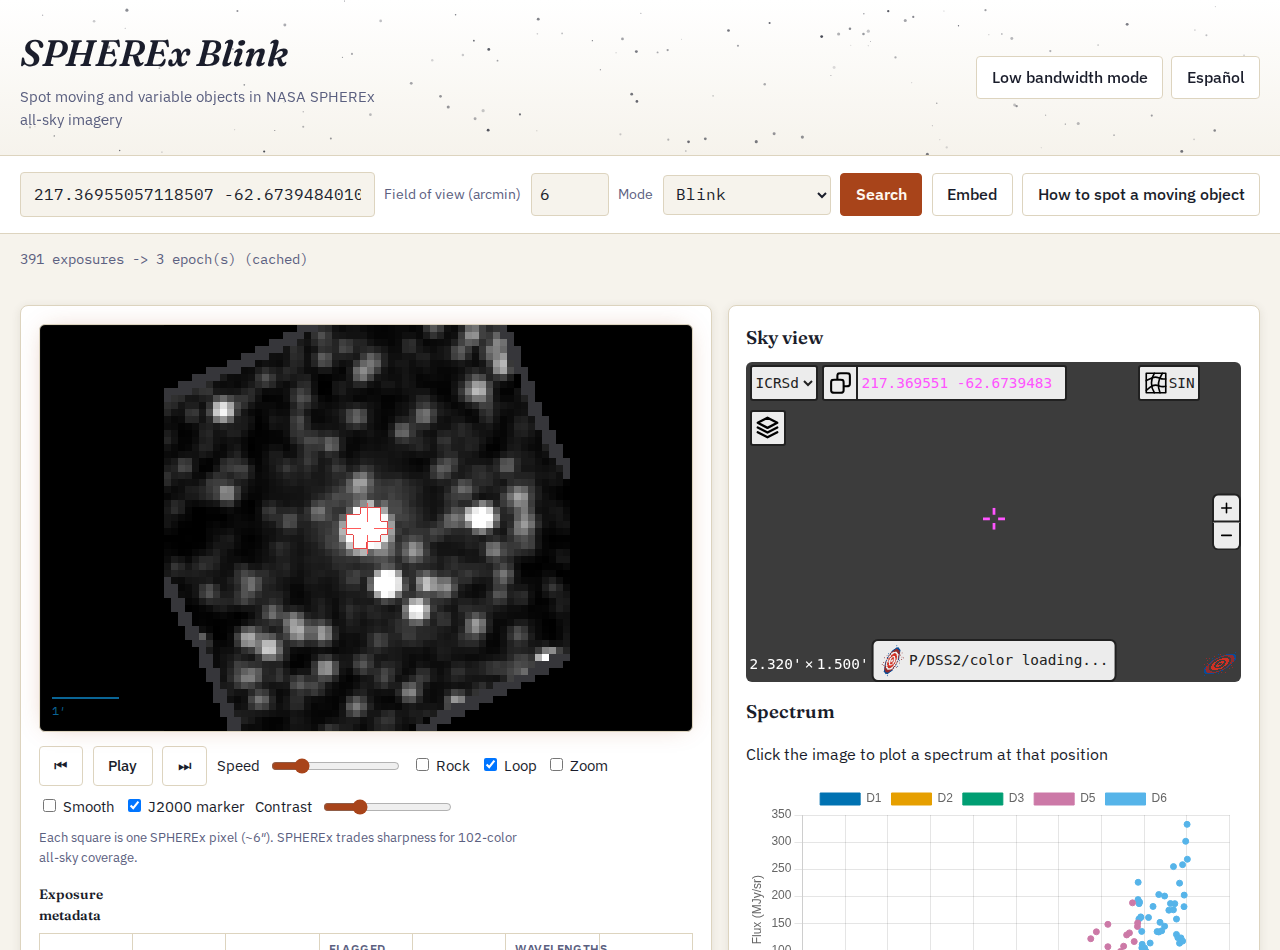 SPHEREx Blink
Spot moving and variable objects in NASA SPHEREx
all-sky imagery
Low bandwidth mode
Español
217.36955057118507 -62.6739484010
Field of view (arcmin)
6
Mode
Blink
Search
Embed
How to spot a moving object
391 exposures -> 3 epoch(s) (cached)
1'
Play
Speed
Rock
Loop
Zoom
Smooth
J2000 marker
Contrast
Each square is one SPHEREx pixel (~6″). SPHEREx trades sharpness for 102-color
all-sky coverage.
Exposure
metadata
FLAGGED
WAVELENGTHS
Sky view
ICRSd
217.369551 -62.6739483
SIN
+
−
2.320' × 1.500'
P/DSS2/color loading...
Spectrum
Click the image to plot a spectrum at that position
D1 D2 D3 D5 D6
350
300
250
200
150
100
Flux (MJy/sr)